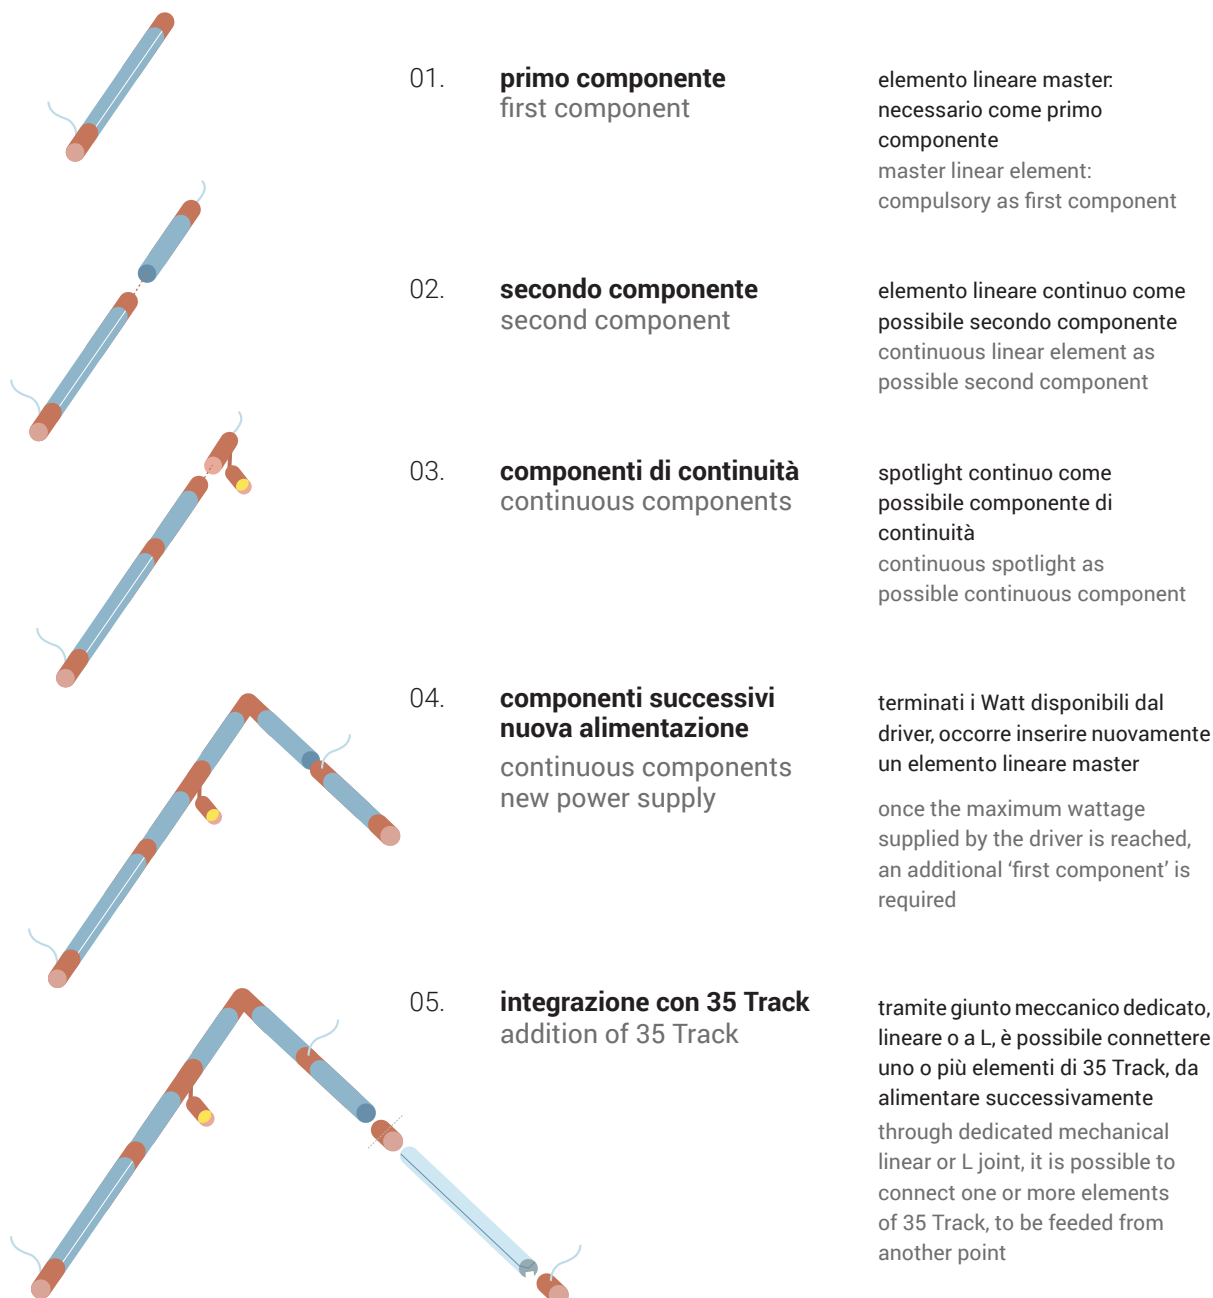 01.
primo componente
first component
elemento lineare master:
necessario come primo
componente
master linear element:
compulsory as first component
02.
secondo componente
second component
elemento lineare continuo come
possibile secondo componente
continuous linear element as
possible second component
03.
componenti di continuità
continuous components
spotlight continuo come
possibile componente di
continuità
continuous spotlight as
possible continuous component
04.
componenti successivi
nuova alimentazione
continuous components
new power supply
terminati i Watt disponibili dal
driver, occorre inserire nuovamente
un elemento lineare master
once the maximum wattage
supplied by the driver is reached,
an additional ‘first component’ is
required
05.
integrazione con 35 Track
addition of 35 Track
tramite giunto meccanico dedicato,
lineare o a L, è possibile connettere
uno o più elementi di 35 Track, da
alimentare successivamente
through dedicated mechanical
linear or L joint, it is possible to
connect one or more elements
of 35 Track, to be feeded from
another point